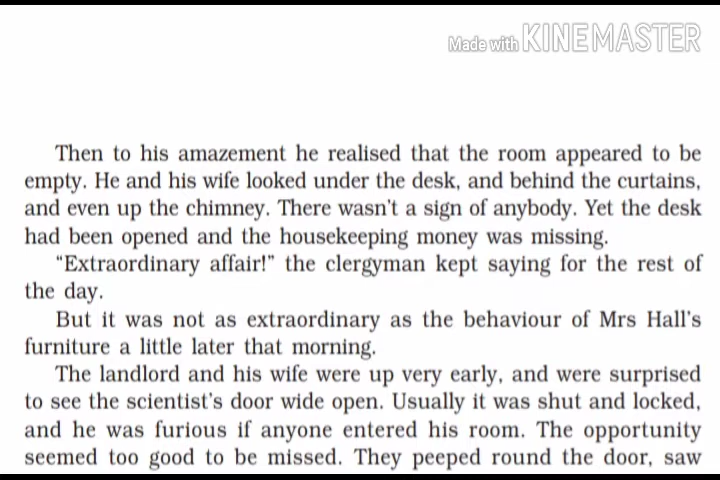 Made with KINEMASTER
Then to his amazement he realised that the room appeared to be
empty. He and his wife looked under the desk, and behind the curtains,
and even up the chimney. There wasn't a sign of anybody. Yet the desk
had been opened and the housekeeping money was missing.
"Extraordinary affair!" the clergyman kept saying for the rest of
the day.
But it was not as extraordinary as the behaviour of Mrs Hall's
furniture a little later that morning.
The landlord and his wife were up very early, and were surprised
to see the scientist's door wide open. Usually it was shut and locked,
and he was furious if anyone entered his room. The opportunity
seemed too good to be missed. They peeped round the door, saw